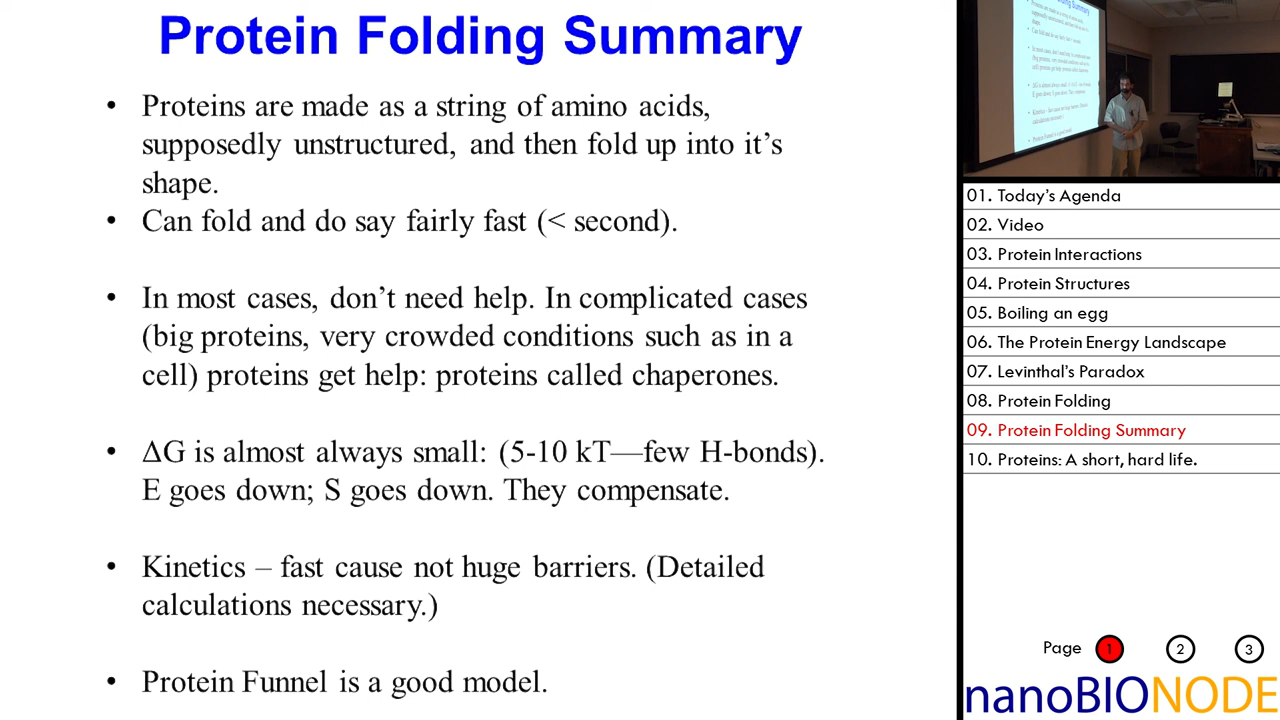 Protein Folding Summary
• Proteins are made as a string of amino acids,
supposedly unstructured, and then fold up into it's
shape.
• Can fold and do say fairly fast (< second).
• In most cases, don't need help. In complicated cases
(big proteins, very crowded conditions such as in a
cell) proteins get help: proteins called chaperones.
• ΔG is almost always small: (5-10 kT—few H-bonds).
E goes down; S goes down. They compensate.
• Kinetics – fast cause not huge barriers. (Detailed
calculations necessary.)
• Protein Funnel is a good model.
01. Today's Agenda
02. Video
03. Protein Interactions
04. Protein Structures
05. Boiling an egg
06. The Protein Energy Landscape
07. Levinthal's Paradox
08. Protein Folding
09. Protein Folding Summary
10. Proteins: A short, hard life.
Page 1 2 3
nanoBIONODE